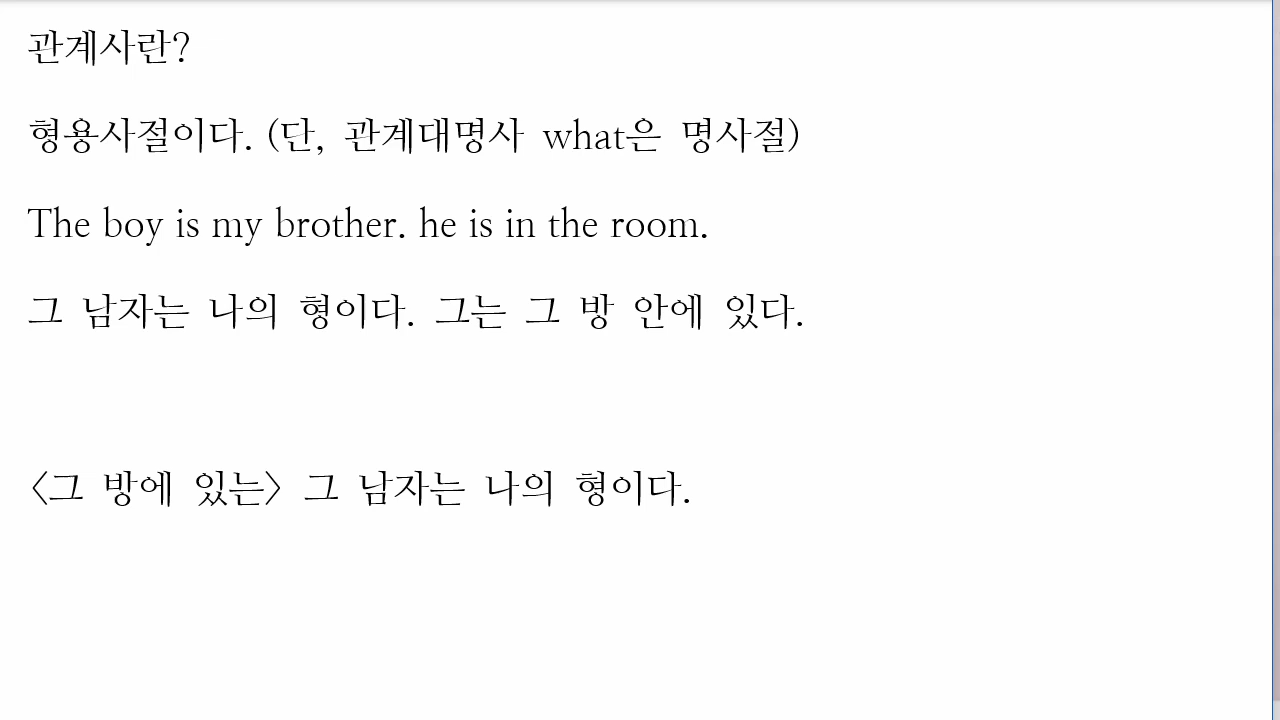 관계사란?
형용사절이다. (단, 관계대명사 what은 명사절)
The boy is my brother. he is in the room.
그 남자는 나의 형이다. 그는 그 방 안에 있다.
〈그 방에 있는〉 그 남자는 나의 형이다.